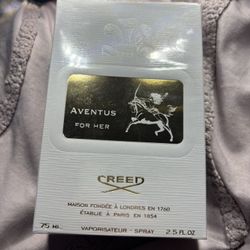 AVENTUS
FOR HER
CREED
MAISON FONDÉE À LONDRES EN 1760
ÉTABLIE À PARIS EN 1854
75 ML. VAPORISATEUR - SPRAY 2.5 FL.OZ